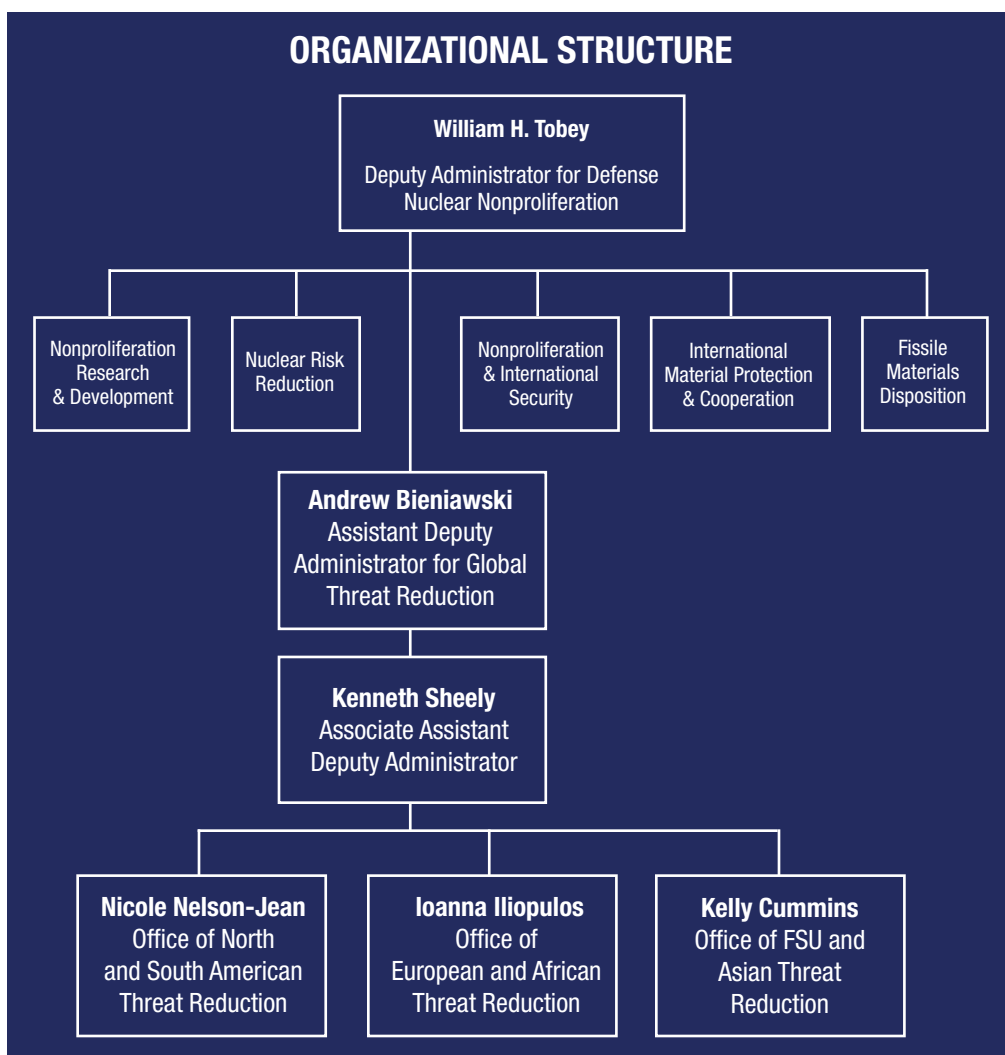 ORGANIZATIONAL STRUCTURE
William H. Tobey
Deputy Administrator for Defense
Nuclear Nonproliferation
Nonproliferation
Research
& Development
Nuclear Risk
Reduction
Nonproliferation
& International
Security
International
Material Protection
& Cooperation
Fissile
Materials
Disposition
Andrew Bieniawski
Assistant Deputy
Administrator for Global
Threat Reduction
Kenneth Sheely
Associate Assistant
Deputy Administrator
Nicole Nelson-Jean
Office of North
and South American
Threat Reduction
Ioanna Iliopulos
Office of
European and African
Threat Reduction
Kelly Cummins
Office of FSU and
Asian Threat
Reduction